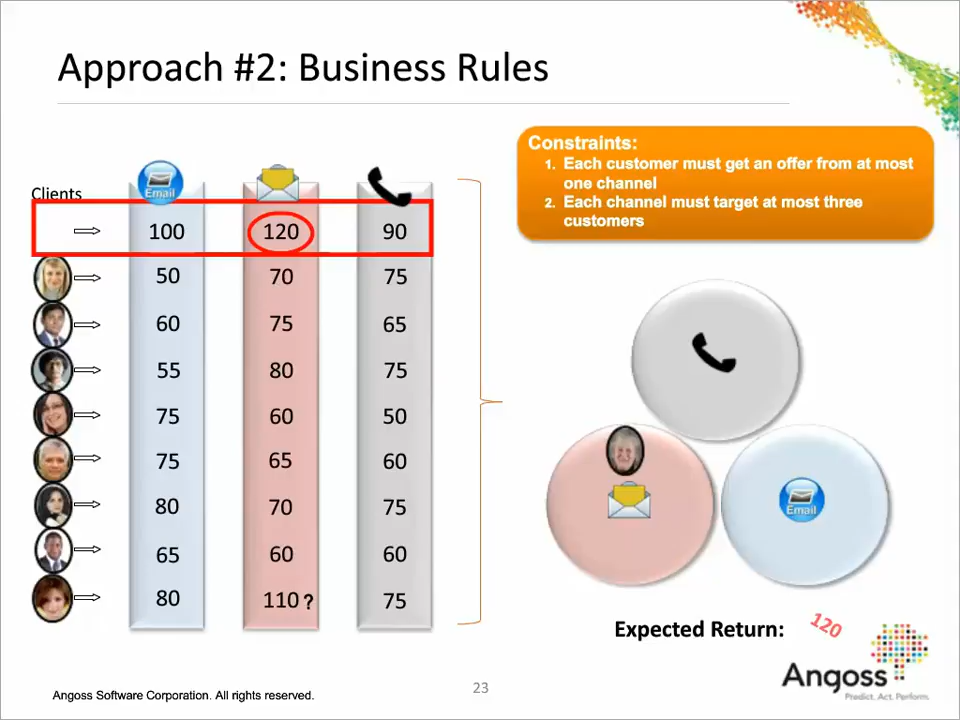 Approach #2: Business Rules
Constraints:
1. Each customer must get an offer from at most
one channel
2. Each channel must target at most three
customers
Clients
Email
100 120 90
50 70 75
60 75 65
55 80 75
75 60 50
75 65 60
80 70 75
65 60 60
80 110 ? 75
Email
Expected Return: 120
Angoss
Predict. Act. Perform.
Angoss Software Corporation. All rights reserved.
23